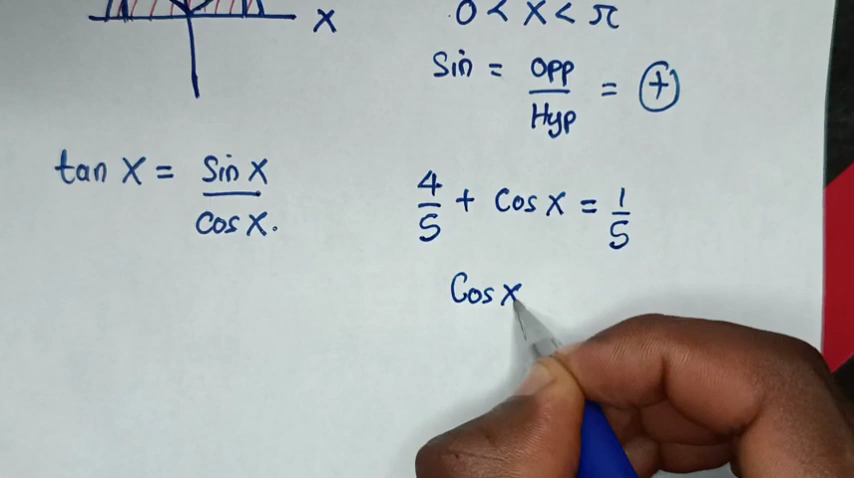 x
0 < x < π
Sin = opp/Hyp = (+)
tan x = Sin x/cos x.
4/5 + cos x = 1/5
Cos x